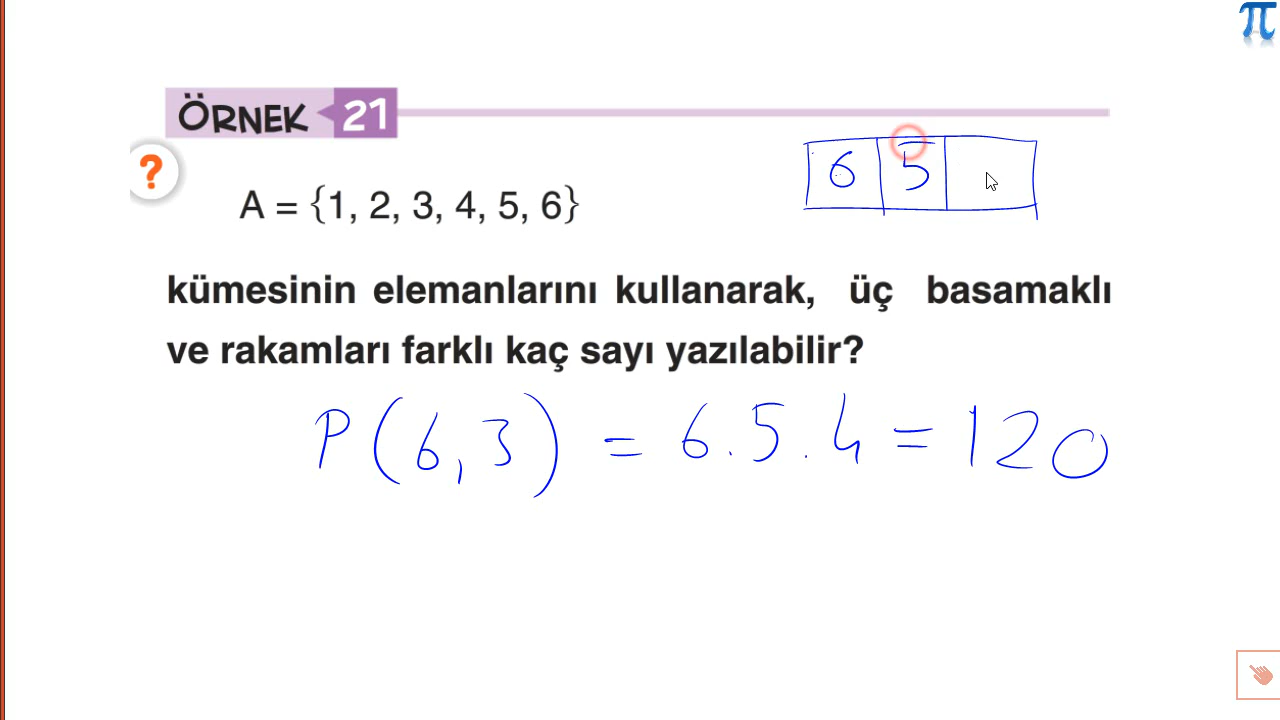 π
ÖRNEK 21
?
6 5
A = {1, 2, 3, 4, 5, 6}
kümesinin elemanlarını kullanarak, üç basamaklı
ve rakamları farklı kaç sayı yazılabilir?
P(6,3) = 6.5.4 = 120